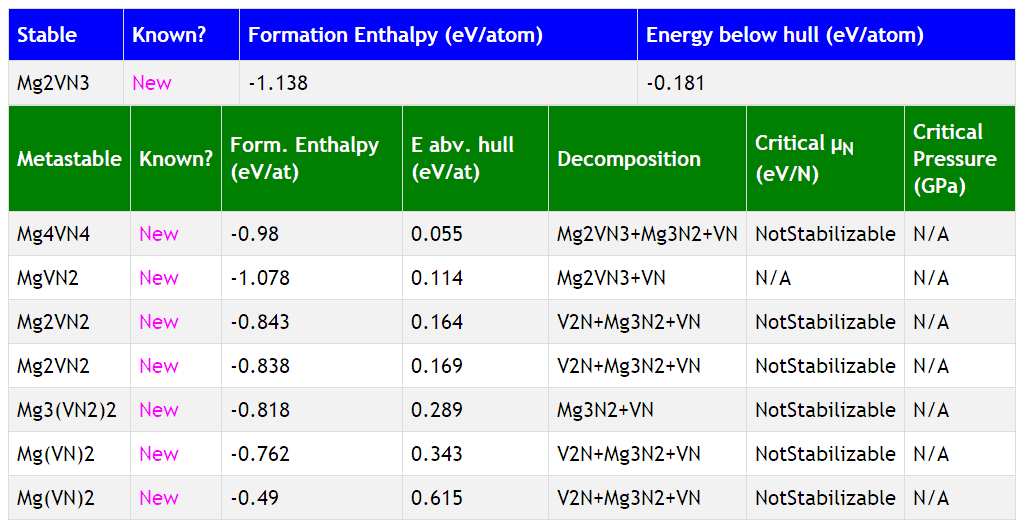 Stable Known? Formation Enthalpy (eV/atom) Energy below hull (eV/atom)
Mg2VN3 New -1.138 -0.181
Metastable Known? Form. Enthalpy (eV/at) E abv. hull (eV/at) Decomposition Critical μN (eV/N) Critical Pressure (GPa)
Mg4VN4 New -0.98 0.055 Mg2VN3+Mg3N2+VN NotStabilizable N/A
MgVN2 New -1.078 0.114 Mg2VN3+VN N/A N/A
Mg2VN2 New -0.843 0.164 V2N+Mg3N2+VN NotStabilizable N/A
Mg2VN2 New -0.838 0.169 V2N+Mg3N2+VN NotStabilizable N/A
Mg3(VN2)2 New -0.818 0.289 Mg3N2+VN NotStabilizable N/A
Mg(VN)2 New -0.762 0.343 V2N+Mg3N2+VN NotStabilizable N/A
Mg(VN)2 New -0.49 0.615 V2N+Mg3N2+VN NotStabilizable N/A